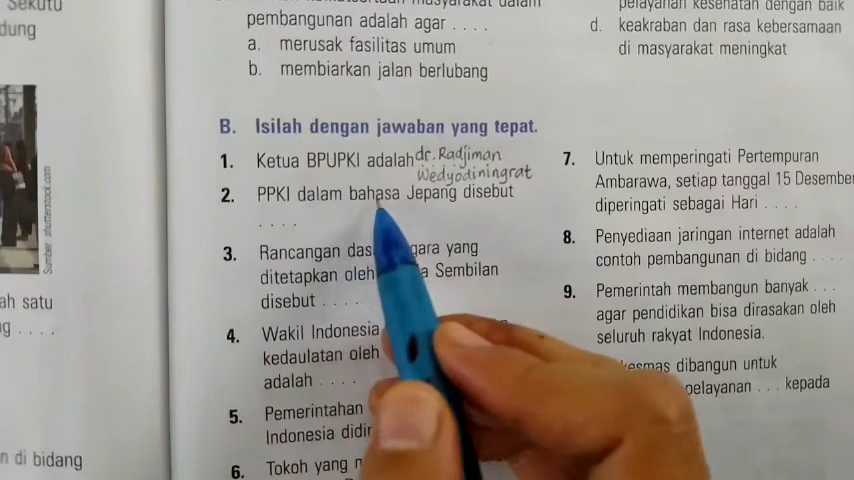 Sekutu
dung
Sumber: shutterstock.com
ah satu
g . . . .
n di bidang
pembangunan adalah agar . . . .
a. merusak fasilitas umum
b. membiarkan jalan berlubang
pelayanan kesehatan dengan baik
d. keakraban dan rasa kebersamaan
di masyarakat meningkat
B. Isilah dengan jawaban yang tepat.
1. Ketua BPUPKI adalah dr. Radjiman
Wedyodiningrat
2. PPKI dalam bahasa Jepang disebut
. . . .
3. Rancangan das gara yang
ditetapkan oleh a Sembilan
disebut . . . .
4. Wakil Indonesia
kedaulatan oleh
adalah . . . .
5. Pemerintahan
Indonesia didir
6. Tokoh yang
7. Untuk memperingati Pertempuran
Ambarawa, setiap tanggal 15 Desember
diperingati sebagai Hari . . . .
8. Penyediaan jaringan internet adalah
contoh pembangunan di bidang . . . .
9. Pemerintah membangun banyak . . .
agar pendidikan bisa dirasakan oleh
seluruh rakyat Indonesia.
esmas dibangun untuk
pelayanan . . . kepada